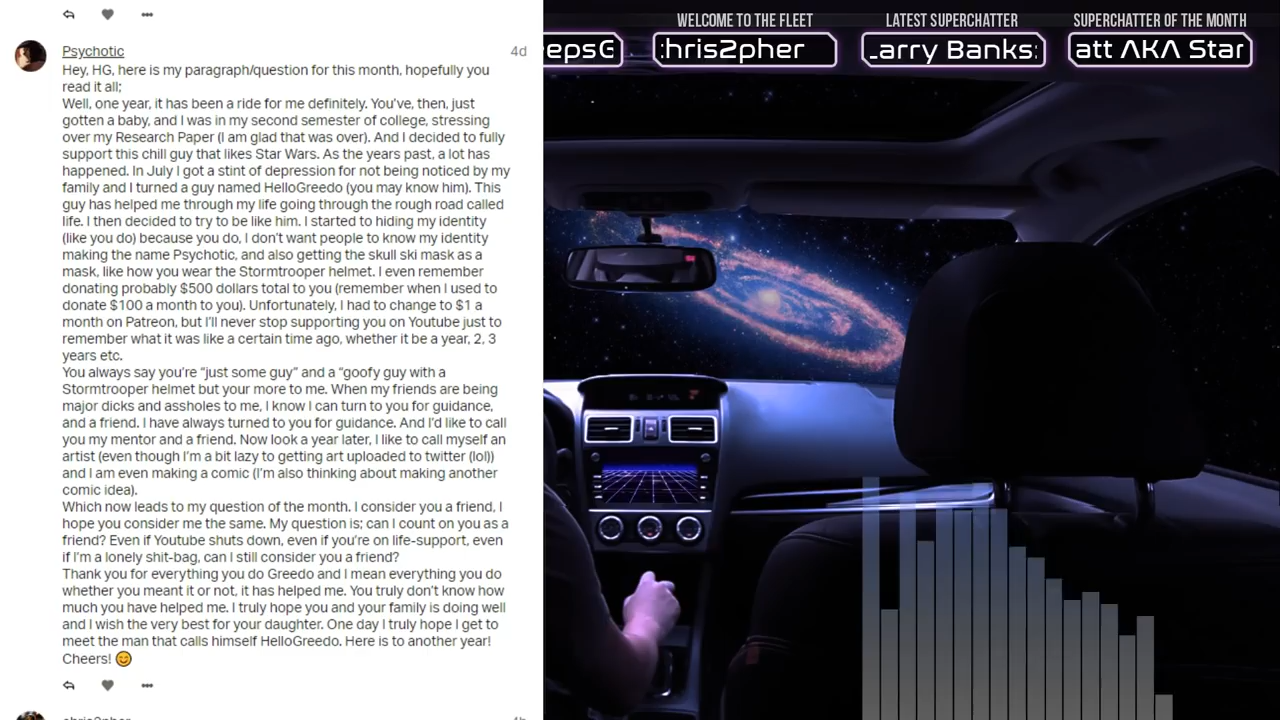 WELCOME TO THE FLEET
LATEST SUPERCHATTER
SUPERCHATTER OF THE MONTH
epsG
hris2pher
arry Banks:
att ΛKΛ Star
Psychotic
4d
Hey, HG, here is my paragraph/question for this month, hopefully you
read it all;
Well, one year, it has been a ride for me definitely. You’ve, then, just
gotten a baby, and I was in my second semester of college, stressing
over my Research Paper (I am glad that was over). And I decided to fully
support this chill guy that likes Star Wars. As the years past, a lot has
happened. In July I got a stint of depression for not being noticed by my
family and I turned a guy named HelloGreedo (you may know him). This
guy has helped me through my life going through the rough road called
life. I then decided to try to be like him. I started to hiding my identity
(like you do) because you do, I don’t want people to know my identity
making the name Psychotic, and also getting the skull ski mask as a
mask, like how you wear the Stormtrooper helmet. I even remember
donating probably $500 dollars total to you (remember when I used to
donate $100 a month to you). Unfortunately, I had to change to $1 a
month on Patreon, but I’ll never stop supporting you on Youtube just to
remember what it was like a certain time ago, whether it be a year, 2, 3
years etc.
You always say you’re “just some guy” and a “goofy guy with a
Stormtrooper helmet but your more to me. When my friends are being
major dicks and assholes to me, I know I can turn to you for guidance,
and a friend. I have always turned to you for guidance. And I’d like to call
you my mentor and a friend. Now look a year later, I like to call myself an
artist (even though I’m a bit lazy to getting art uploaded to twitter (lol))
and I am even making a comic (I’m also thinking about making another
comic idea).
Which now leads to my question of the month. I consider you a friend, I
hope you consider me the same. My question is; can I count on you as a
friend? Even if Youtube shuts down, even if you’re on life-support, even
if I’m a lonely shit-bag, can I still consider you a friend?
Thank you for everything you do Greedo and I mean everything you do
whether you meant it or not, it has helped me. You truly don’t know how
much you have helped me. I truly hope you and your family is doing well
and I wish the very best for your daughter. One day I truly hope I get to
meet the man that calls himself HelloGreedo. Here is to another year!
Cheers! 😊